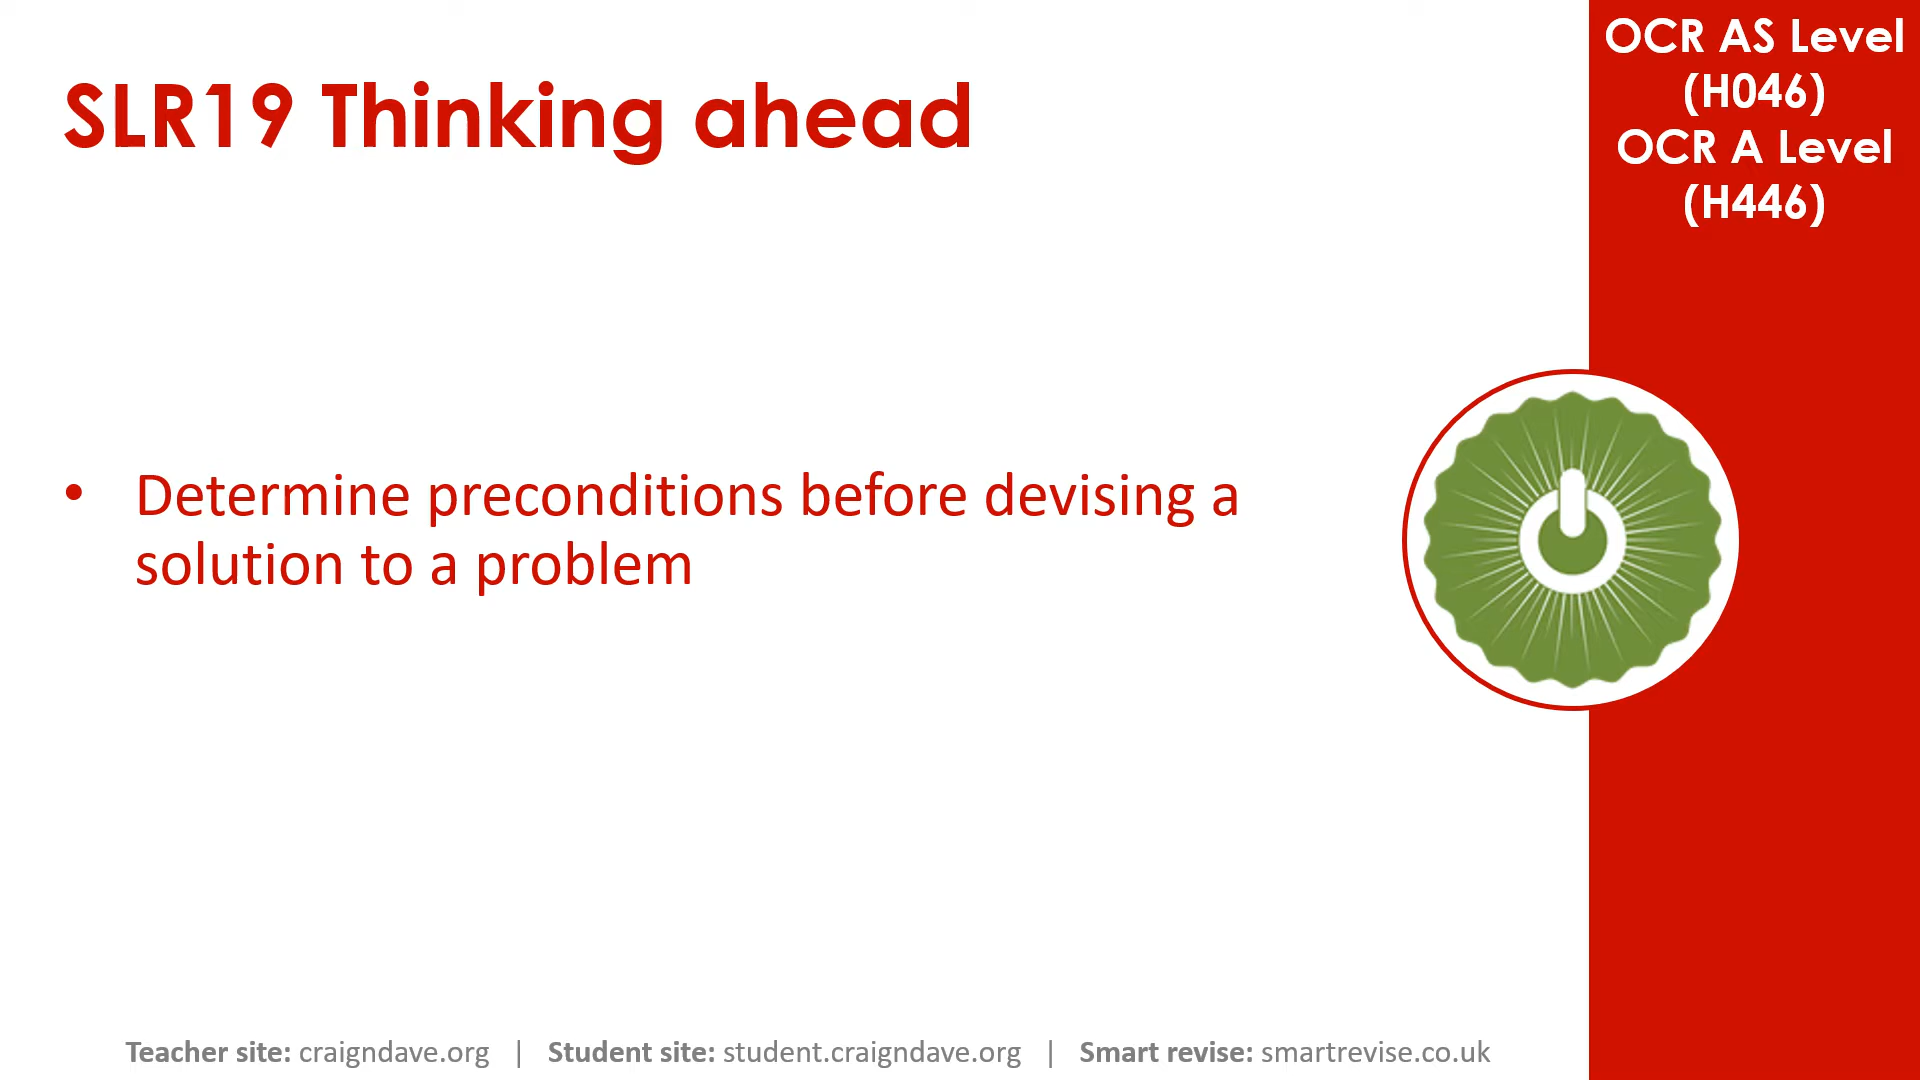 SLR19 Thinking ahead
OCR AS Level
(H046)
OCR A Level
(H446)
• Determine preconditions before devising a
solution to a problem
Teacher site: craigndave.org | Student site: student.craigndave.org | Smart revise: smartrevise.co.uk